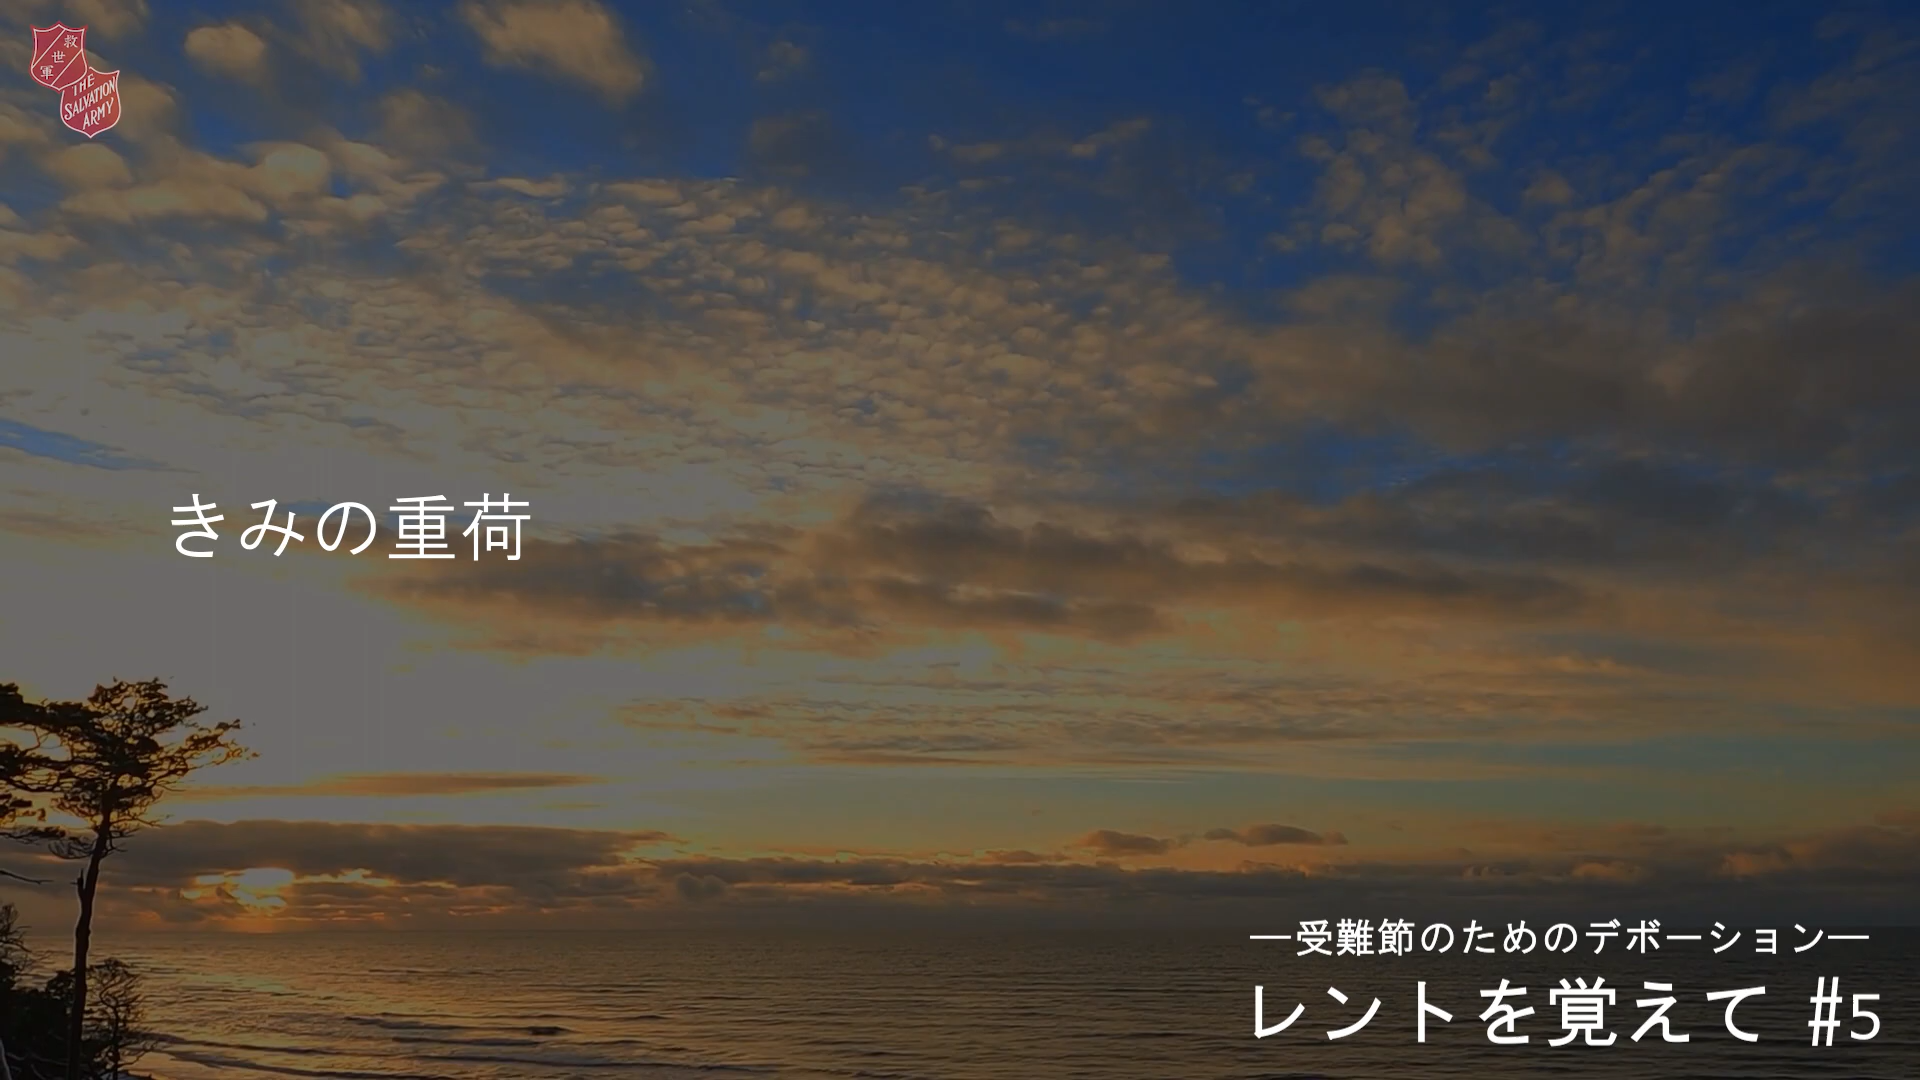 救
世
軍
THE
SALVATION
ARMY
きみの重荷
―受難節のためのデボーション―
レントを覚えて #5